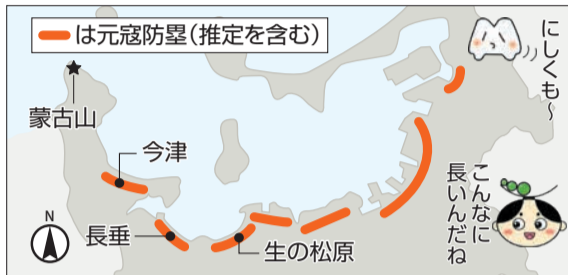 は元寇防塁(推定を含む)
にしくも〜
蒙古山
今津
こんなに
長いんだね
N
長垂
生の松原